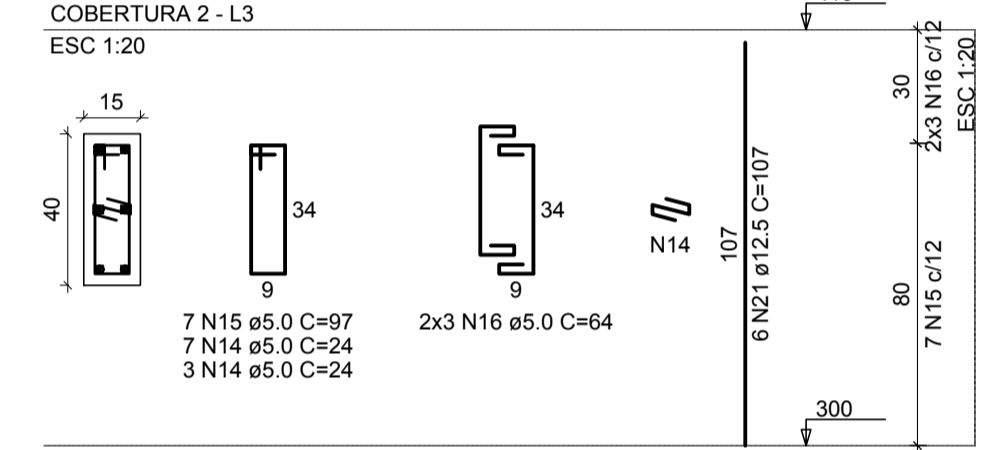 COBERTURA 2 - L3
ESC 1:20
15
40
34
9
7 N15 ø5.0 C=97
7 N14 ø5.0 C=24
3 N14 ø5.0 C=24
34
9
2x3 N16 ø5.0 C=64
N14
107
6 N21 ø12.5 C=107
300
30
80
2x3 N16 c/12
7 N15 c/12
ESC 1:20